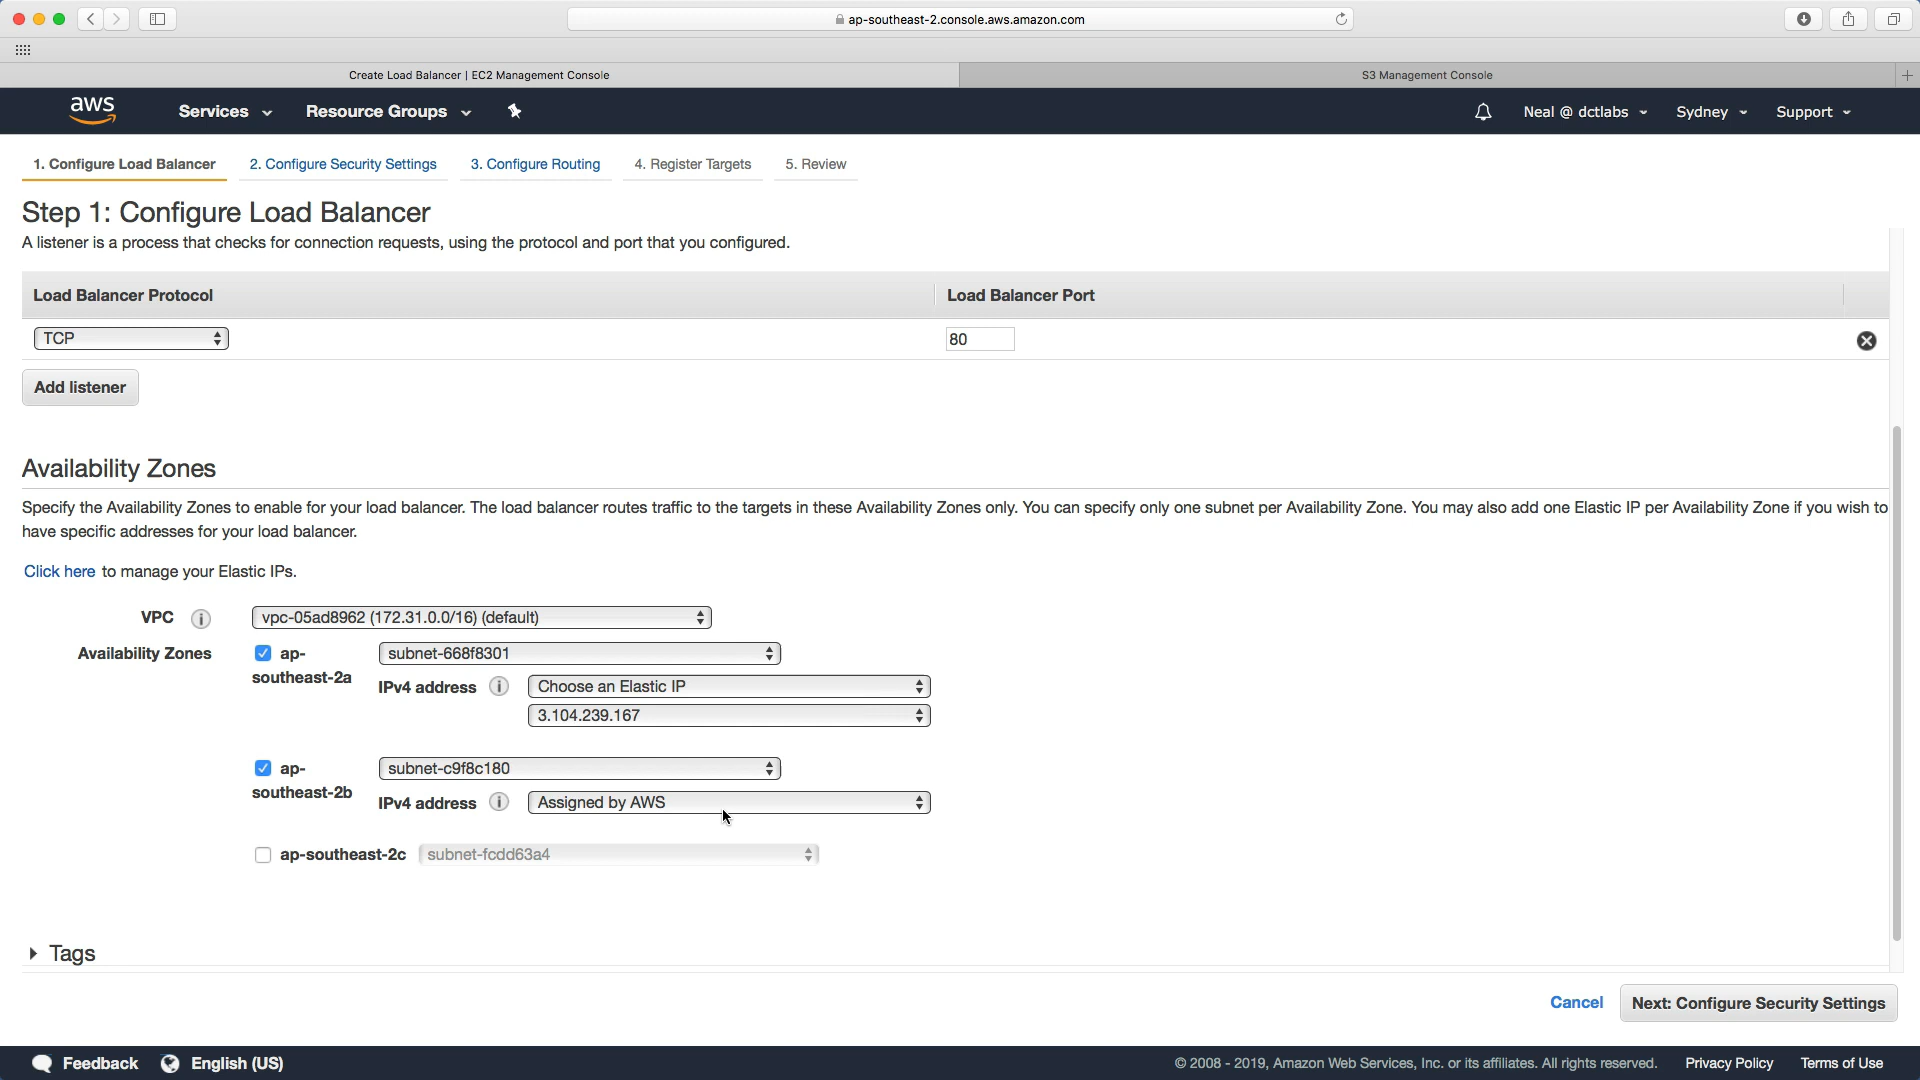 ap-southeast-2.console.aws.amazon.com
Create Load Balancer | EC2 Management Console
S3 Management Console
aws
Services
Resource Groups
Neal @ dctlabs
Sydney
Support
1. Configure Load Balancer
2. Configure Security Settings
3. Configure Routing
4. Register Targets
5. Review
Step 1: Configure Load Balancer
A listener is a process that checks for connection requests, using the protocol and port that you configured.
Load Balancer Protocol
Load Balancer Port
TCP
80
Add listener
Availability Zones
Specify the Availability Zones to enable for your load balancer. The load balancer routes traffic to the targets in these Availability Zones only. You can specify only one subnet per Availability Zone. You may also add one Elastic IP per Availability Zone if you wish to
have specific addresses for your load balancer.
Click here to manage your Elastic IPs.
VPC
vpc-05ad8962 (172.31.0.0/16) (default)
Availability Zones
ap-
southeast-2a
subnet-668f8301
IPv4 address
Choose an Elastic IP
3.104.239.167
ap-
southeast-2b
subnet-c9f8c180
IPv4 address
Assigned by AWS
ap-southeast-2c
subnet-fcdd63a4
Tags
Cancel
Next: Configure Security Settings
Feedback
English (US)
© 2008 - 2019, Amazon Web Services, Inc. or its affiliates. All rights reserved.
Privacy Policy
Terms of Use